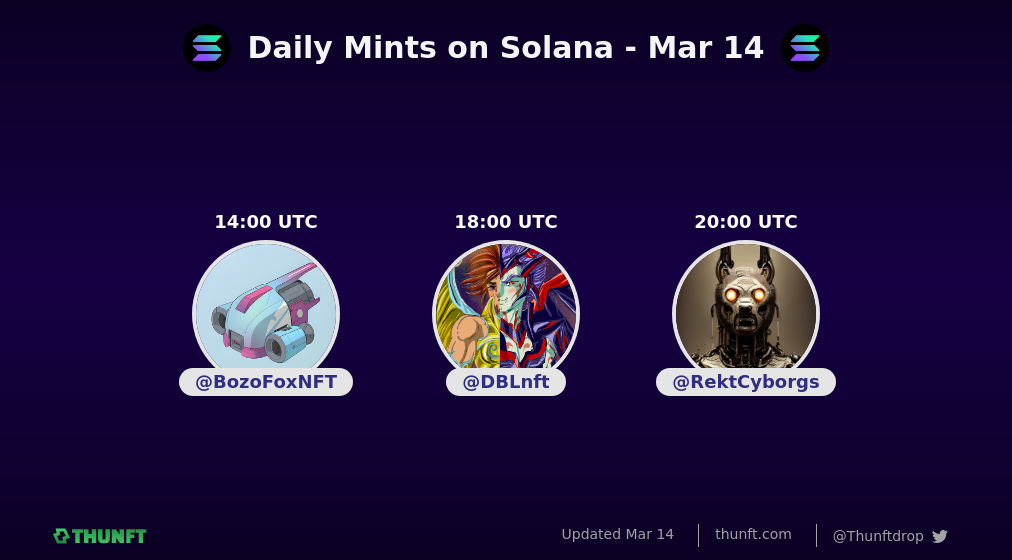 Daily Mints on Solana - Mar 14
14:00 UTC
18:00 UTC
20:00 UTC
@BozoFoxNFT
@DBLnft
@RektCyborgs
THUNFT
Updated Mar 14
thunft.com
@Thunftdrop